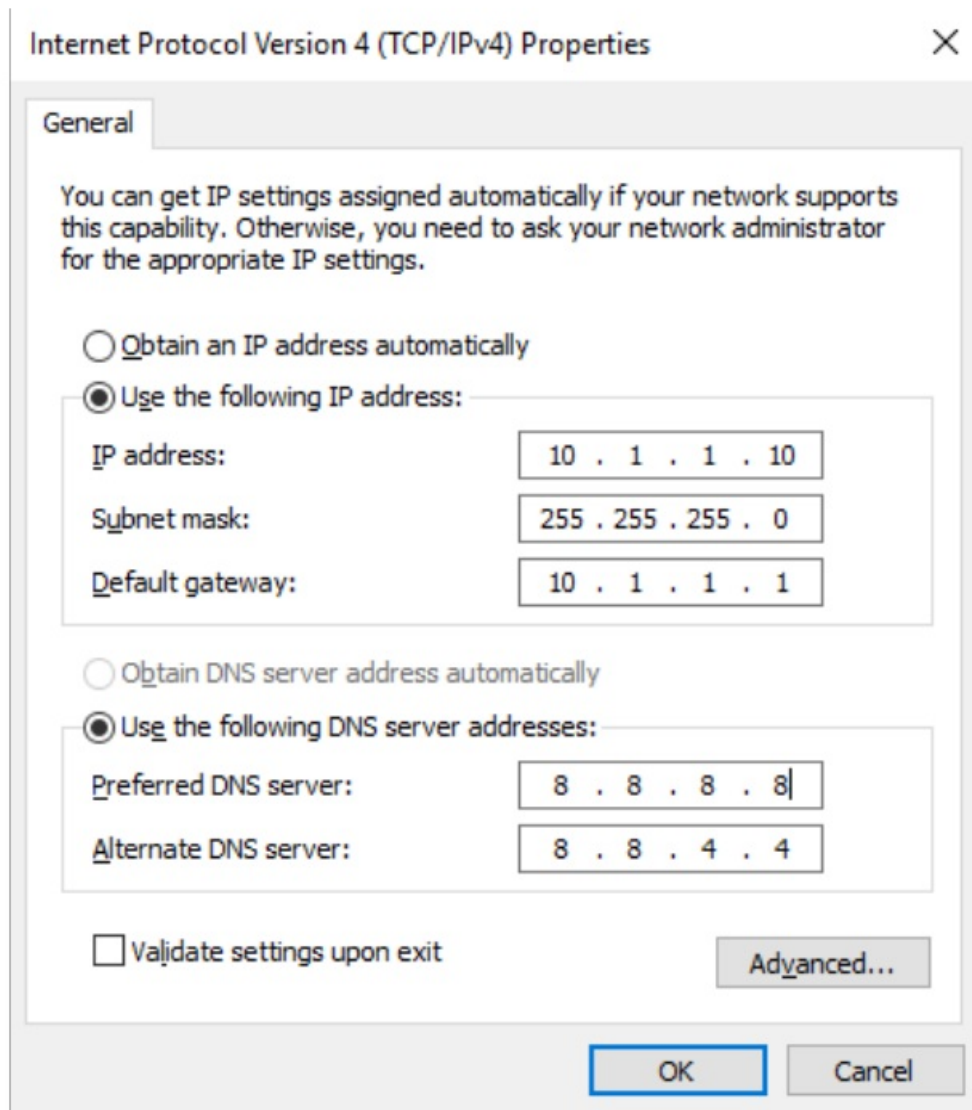 Internet Protocol Version 4 (TCP/IPv4) Properties
General
You can get IP settings assigned automatically if your network supports
this capability. Otherwise, you need to ask your network administrator
for the appropriate IP settings.
Obtain an IP address automatically
Use the following IP address:
IP address: 10 . 1 . 1 . 10
Subnet mask: 255 . 255 . 255 . 0
Default gateway: 10 . 1 . 1 . 1
Obtain DNS server address automatically
Use the following DNS server addresses:
Preferred DNS server: 8 . 8 . 8 . 8
Alternate DNS server: 8 . 8 . 4 . 4
Validate settings upon exit
Advanced...
OK Cancel